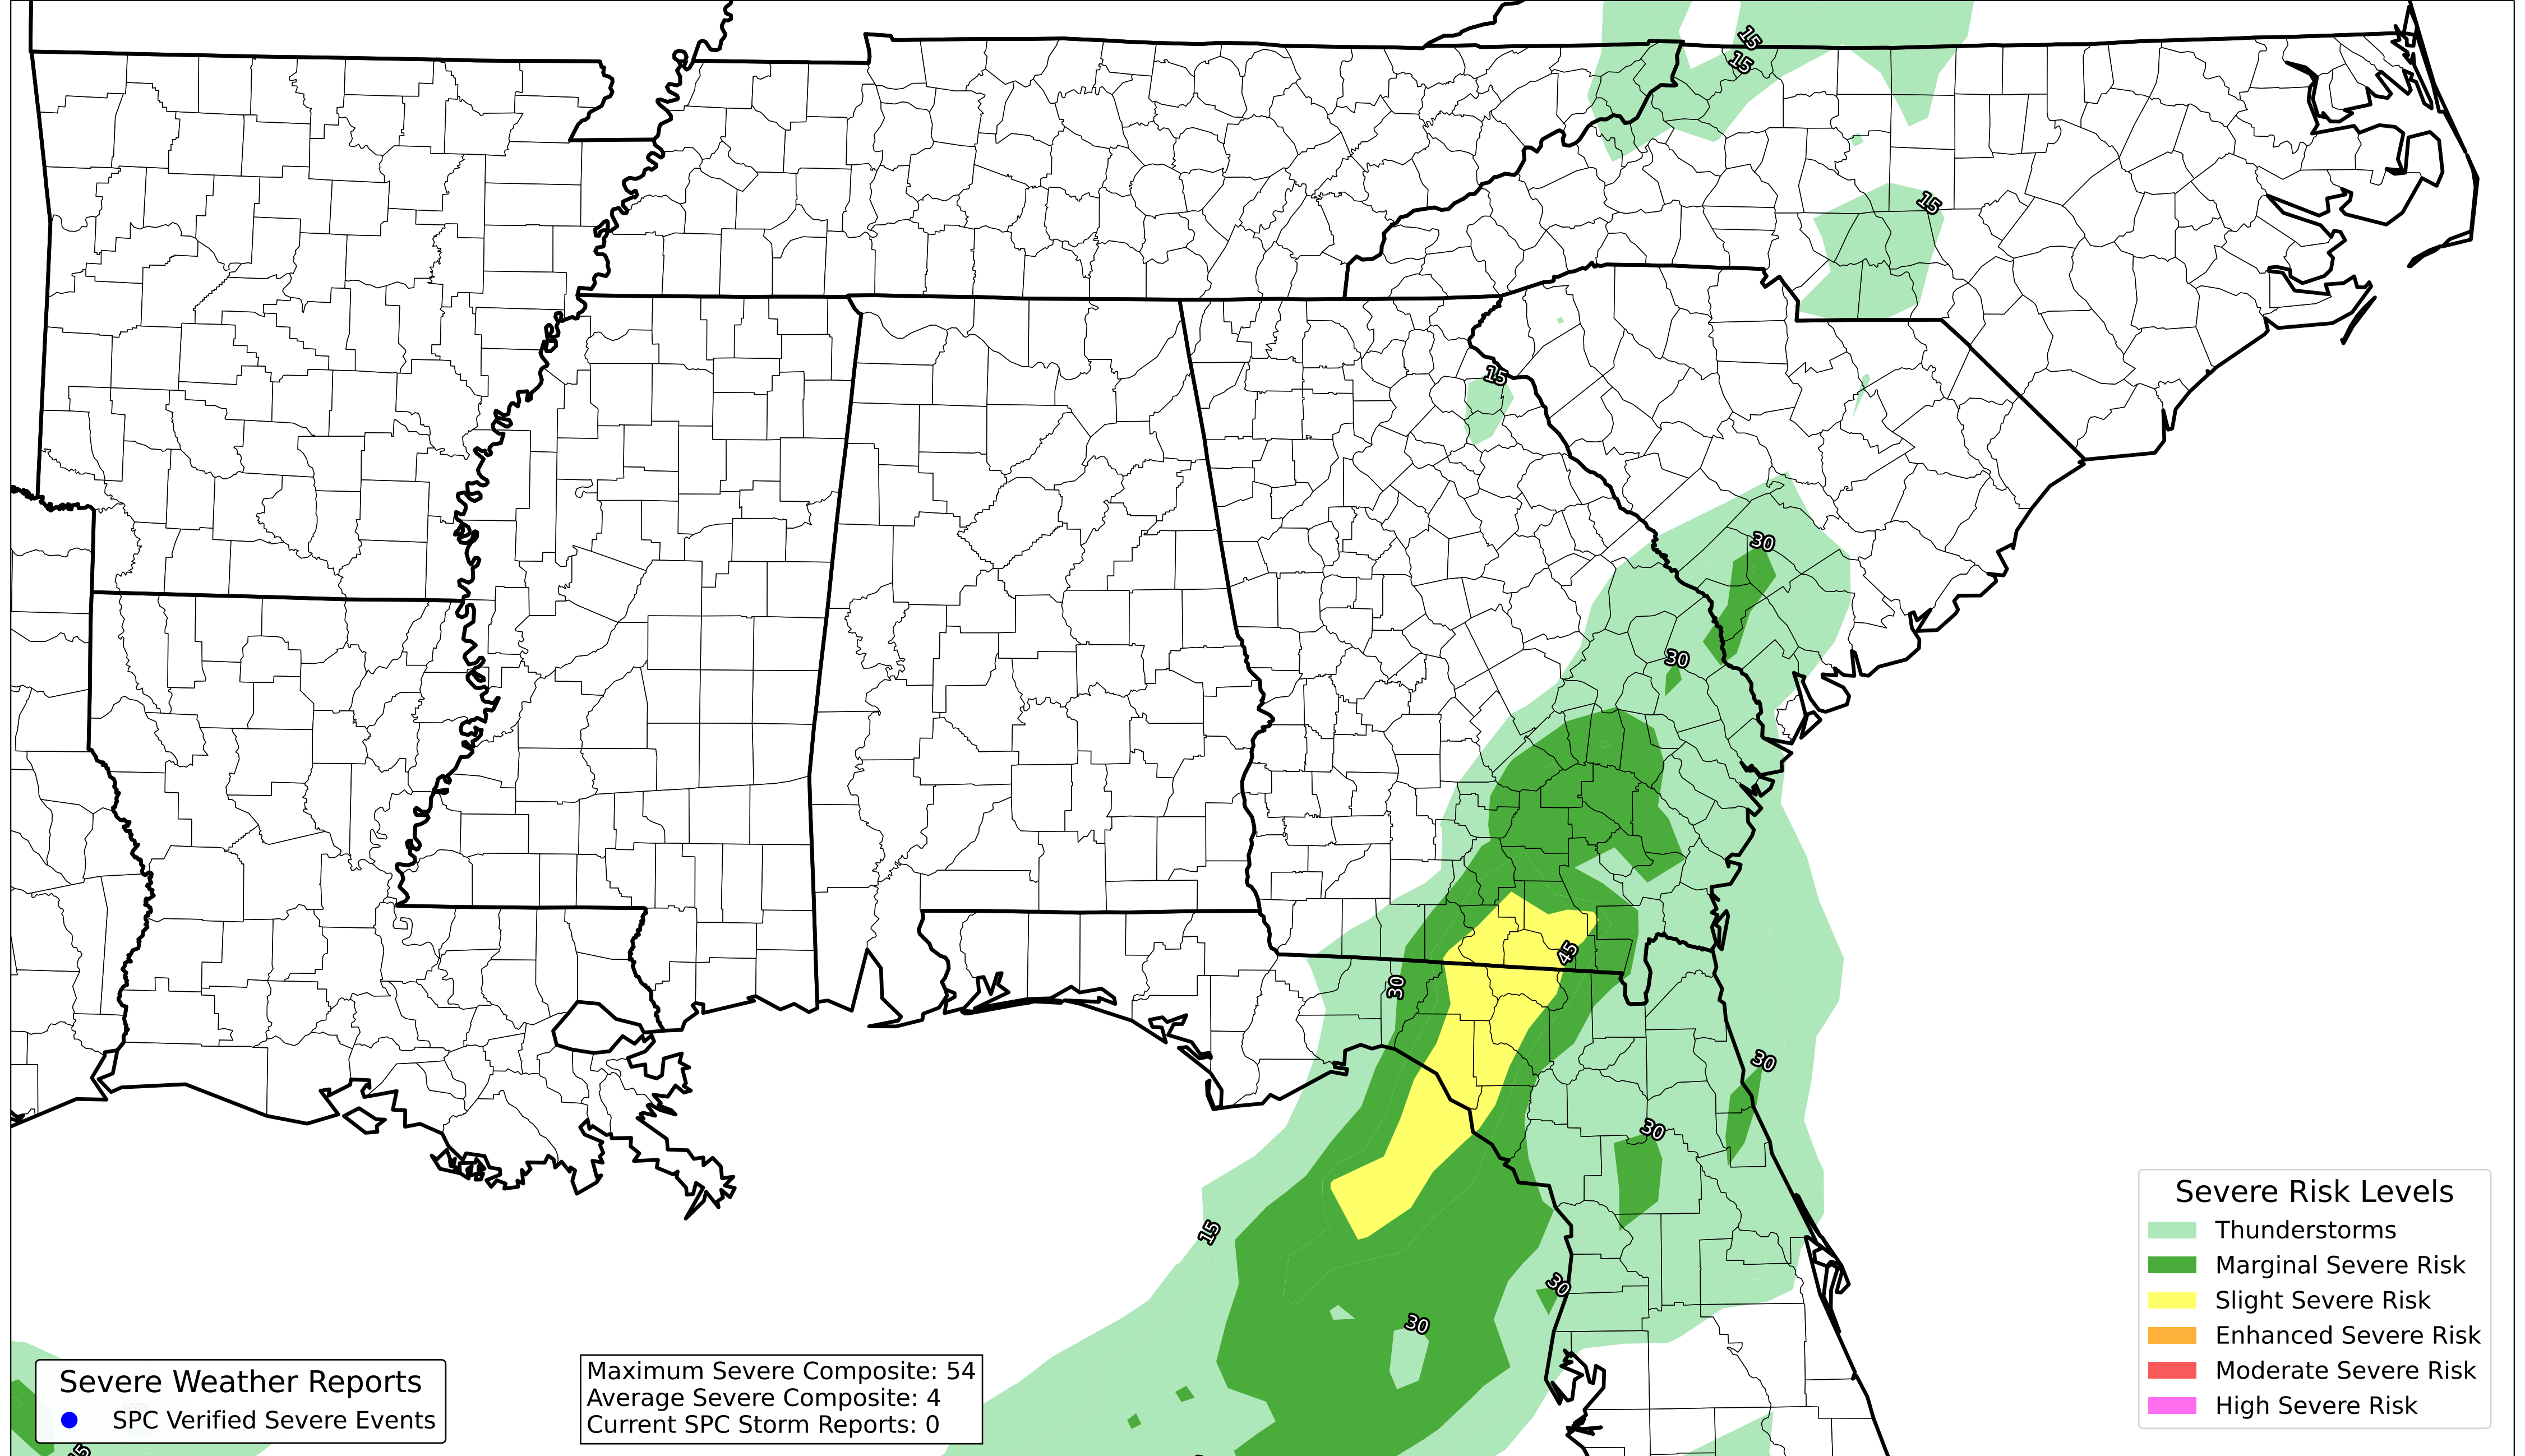 15
15
15
15
30
30
45
30
30
30
15
30
30
15
Severe Weather Reports
SPC Verified Severe Events
Maximum Severe Composite: 54
Average Severe Composite: 4
Current SPC Storm Reports: 0
Severe Risk Levels
Thunderstorms
Marginal Severe Risk
Slight Severe Risk
Enhanced Severe Risk
Moderate Severe Risk
High Severe Risk